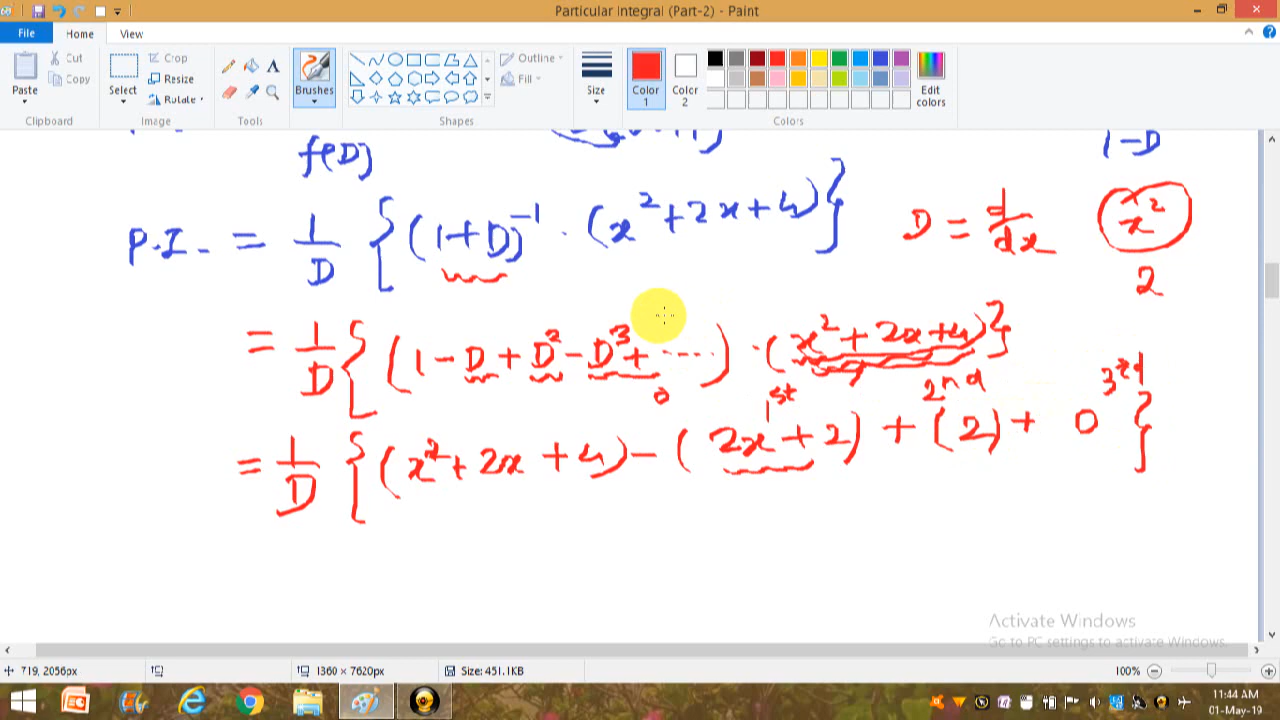 Particular Integral (Part-2) - Paint
File Home View
Cut
Copy
Paste
Clipboard
Crop
Resize
Rotate
Select
Image
Tools
Brushes
Outline
Fill
Shapes
Size
Color 1
Color 2
Edit colors
Colors
f(D)
1-D
P.I. = 1/D {(1+D)^-1 · (x^2+2x+4)}
D = d/dx
x^2
2
= 1/D {(1 - D + D^2 - D^3 + ....) · (x^2 + 2x + 4)}
0 1st 2nd 3rd
= 1/D {(x^2 + 2x + 4) - (2x + 2) + (2) + 0}
Activate Windows
Go to PC settings to activate Windows.
719, 2056px
1360 × 7620px
Size: 451.1KB
100%
11:44 AM
01-May-19